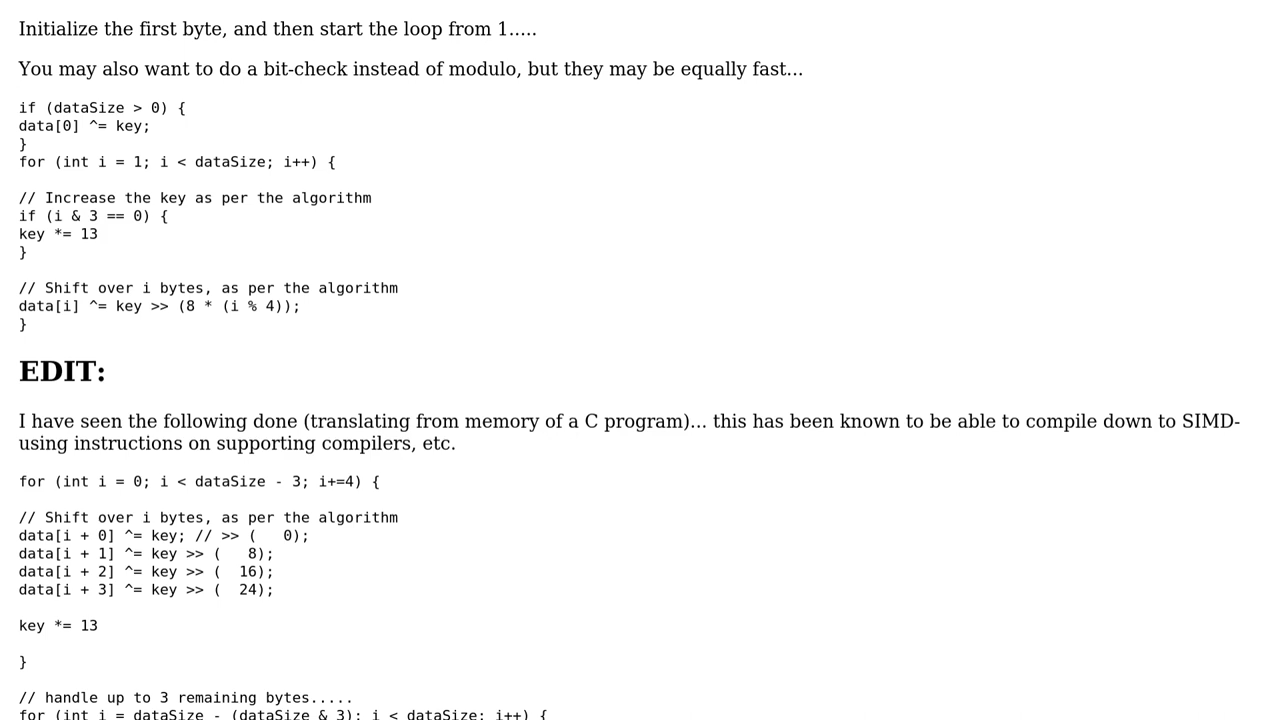 Initialize the first byte, and then start the loop from 1.....
You may also want to do a bit-check instead of modulo, but they may be equally fast...
if (dataSize > 0) {
data[0] ^= key;
}
for (int i = 1; i < dataSize; i++) {
// Increase the key as per the algorithm
if (i & 3 == 0) {
key *= 13
}
// Shift over i bytes, as per the algorithm
data[i] ^= key >> (8 * (i % 4));
}
EDIT:
I have seen the following done (translating from memory of a C program)... this has been known to be able to compile down to SIMD-
using instructions on supporting compilers, etc.
for (int i = 0; i < dataSize - 3; i+=4) {
// Shift over i bytes, as per the algorithm
data[i + 0] ^= key; // >> (   0);
data[i + 1] ^= key >> (   8);
data[i + 2] ^= key >> (  16);
data[i + 3] ^= key >> (  24);
key *= 13
}
// handle up to 3 remaining bytes.....
for (int i = dataSize - (dataSize & 3); i < dataSize; i++) {